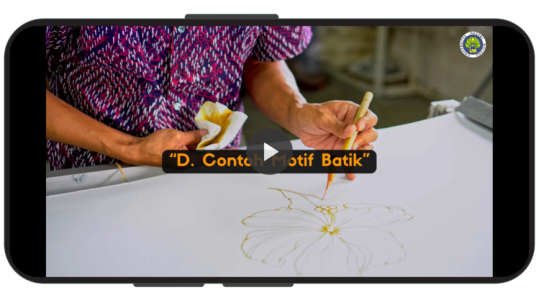 “D. Contoh Motif Batik”